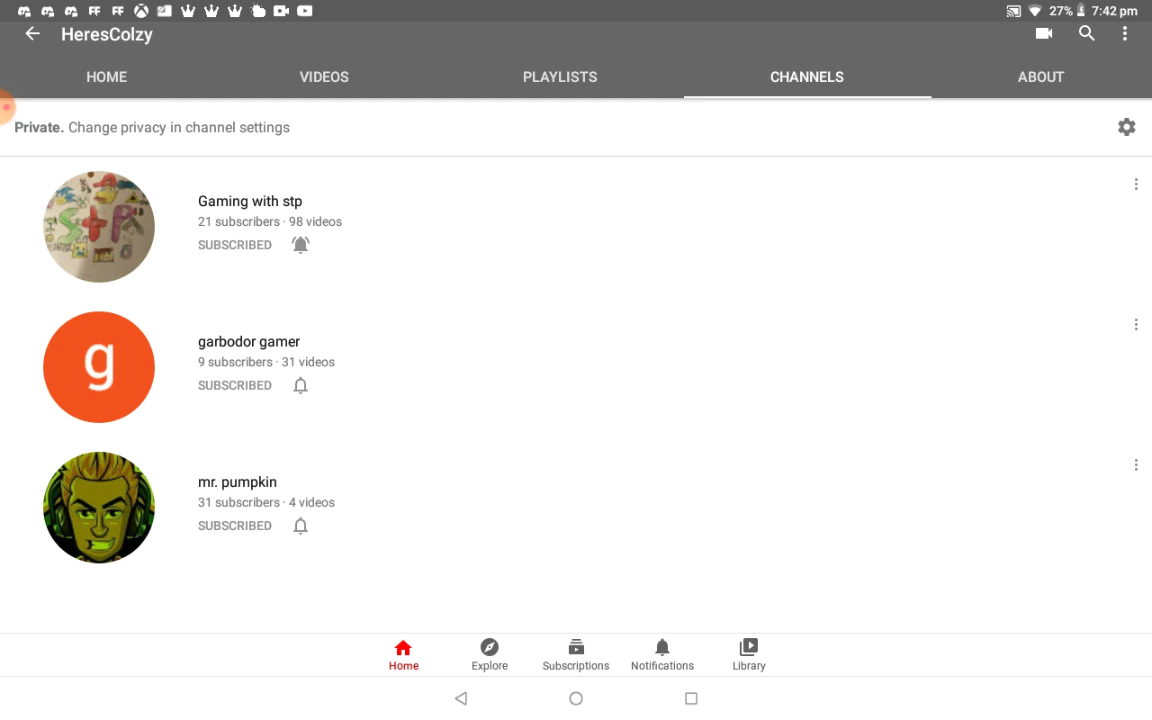 27% 7:42 pm
HeresColzy
HOME VIDEOS PLAYLISTS CHANNELS ABOUT
Private. Change privacy in channel settings
Gaming with stp
21 subscribers · 98 videos
SUBSCRIBED
stp
g
garbodor gamer
9 subscribers · 31 videos
SUBSCRIBED
mr. pumpkin
31 subscribers · 4 videos
SUBSCRIBED
Home Explore Subscriptions Notifications Library